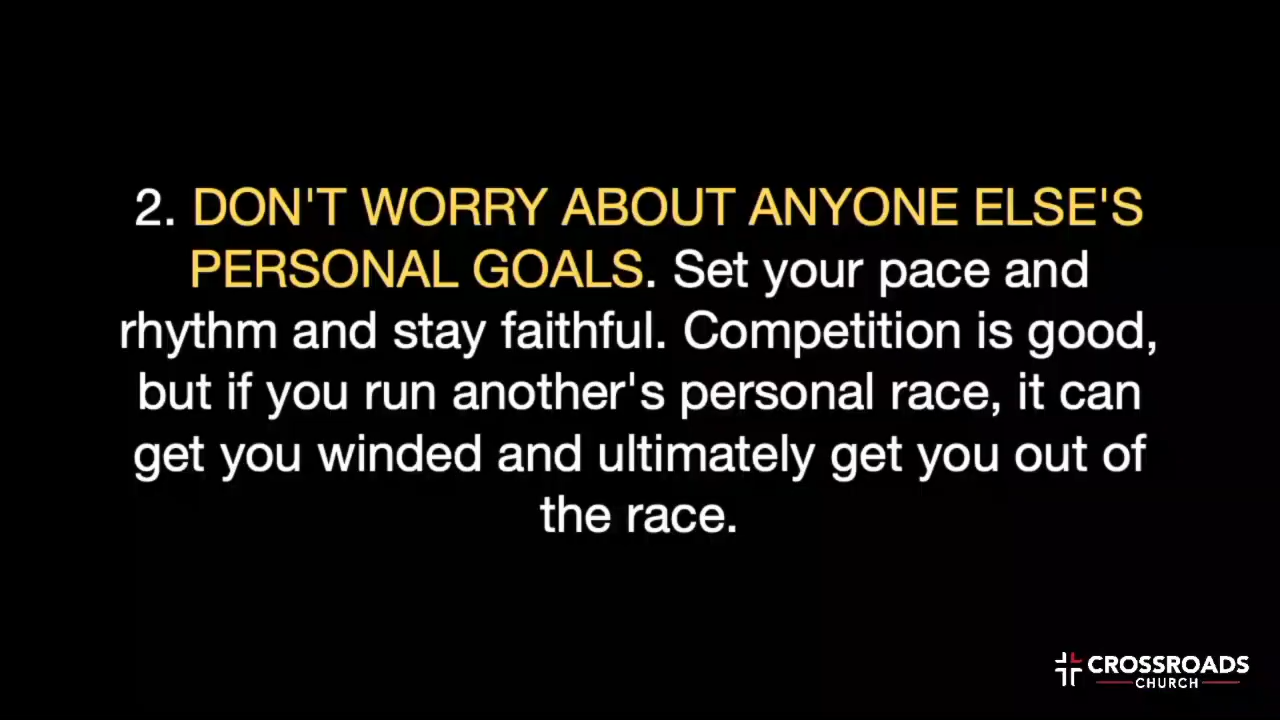 2. DON'T WORRY ABOUT ANYONE ELSE'S
PERSONAL GOALS. Set your pace and
rhythm and stay faithful. Competition is good,
but if you run another's personal race, it can
get you winded and ultimately get you out of
the race.
CROSSROADS
CHURCH